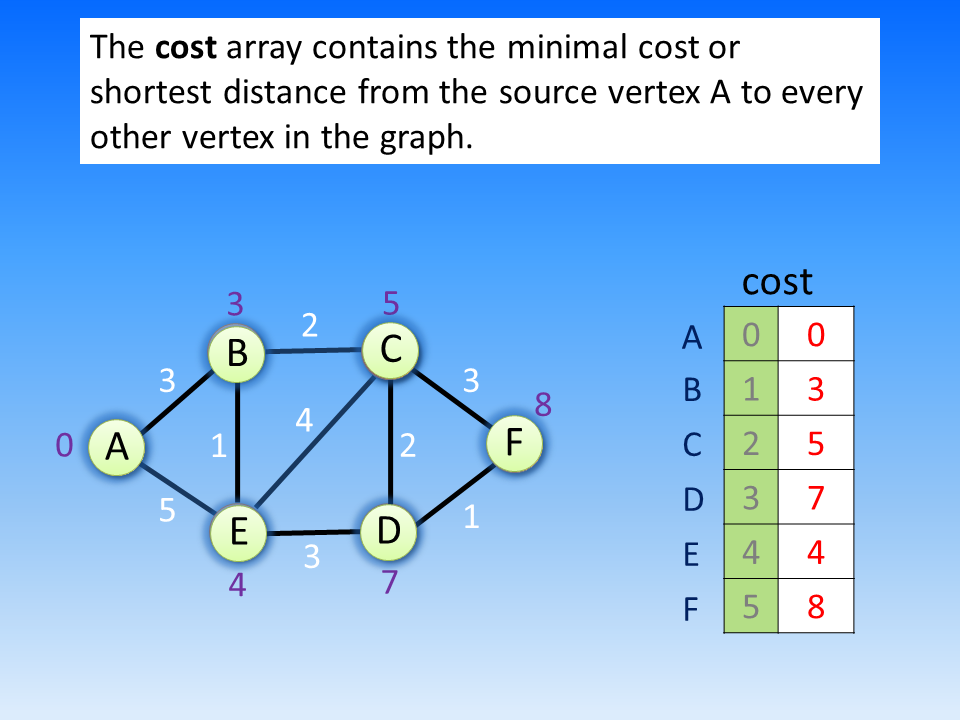 The cost array contains the minimal cost or
shortest distance from the source vertex A to every
other vertex in the graph.
cost
3
5
2
B
C
3
3
8
4
0
A
1
2
F
5
1
E
D
3
4
7
A 0 0
B 1 3
C 2 5
D 3 7
E 4 4
F 5 8